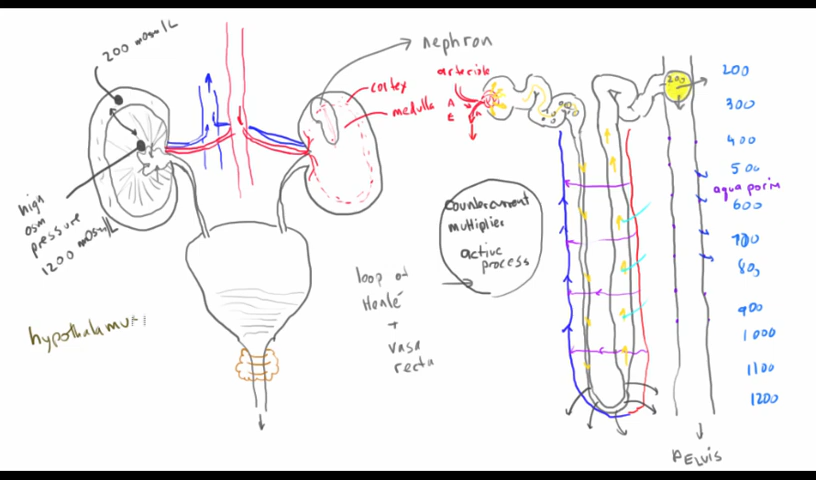 200 mOsm/L
nephron
cortex
medulla
high
osm
pressure
1200 mOsm/L
hypothalamu
loop of
Henle
+
vasa
recta
arteriole
A
E
countercurrent
multiplier
active
process
200
200
300
400
500
aquaporin
600
700
800
900
1000
1100
1200
PELVIS